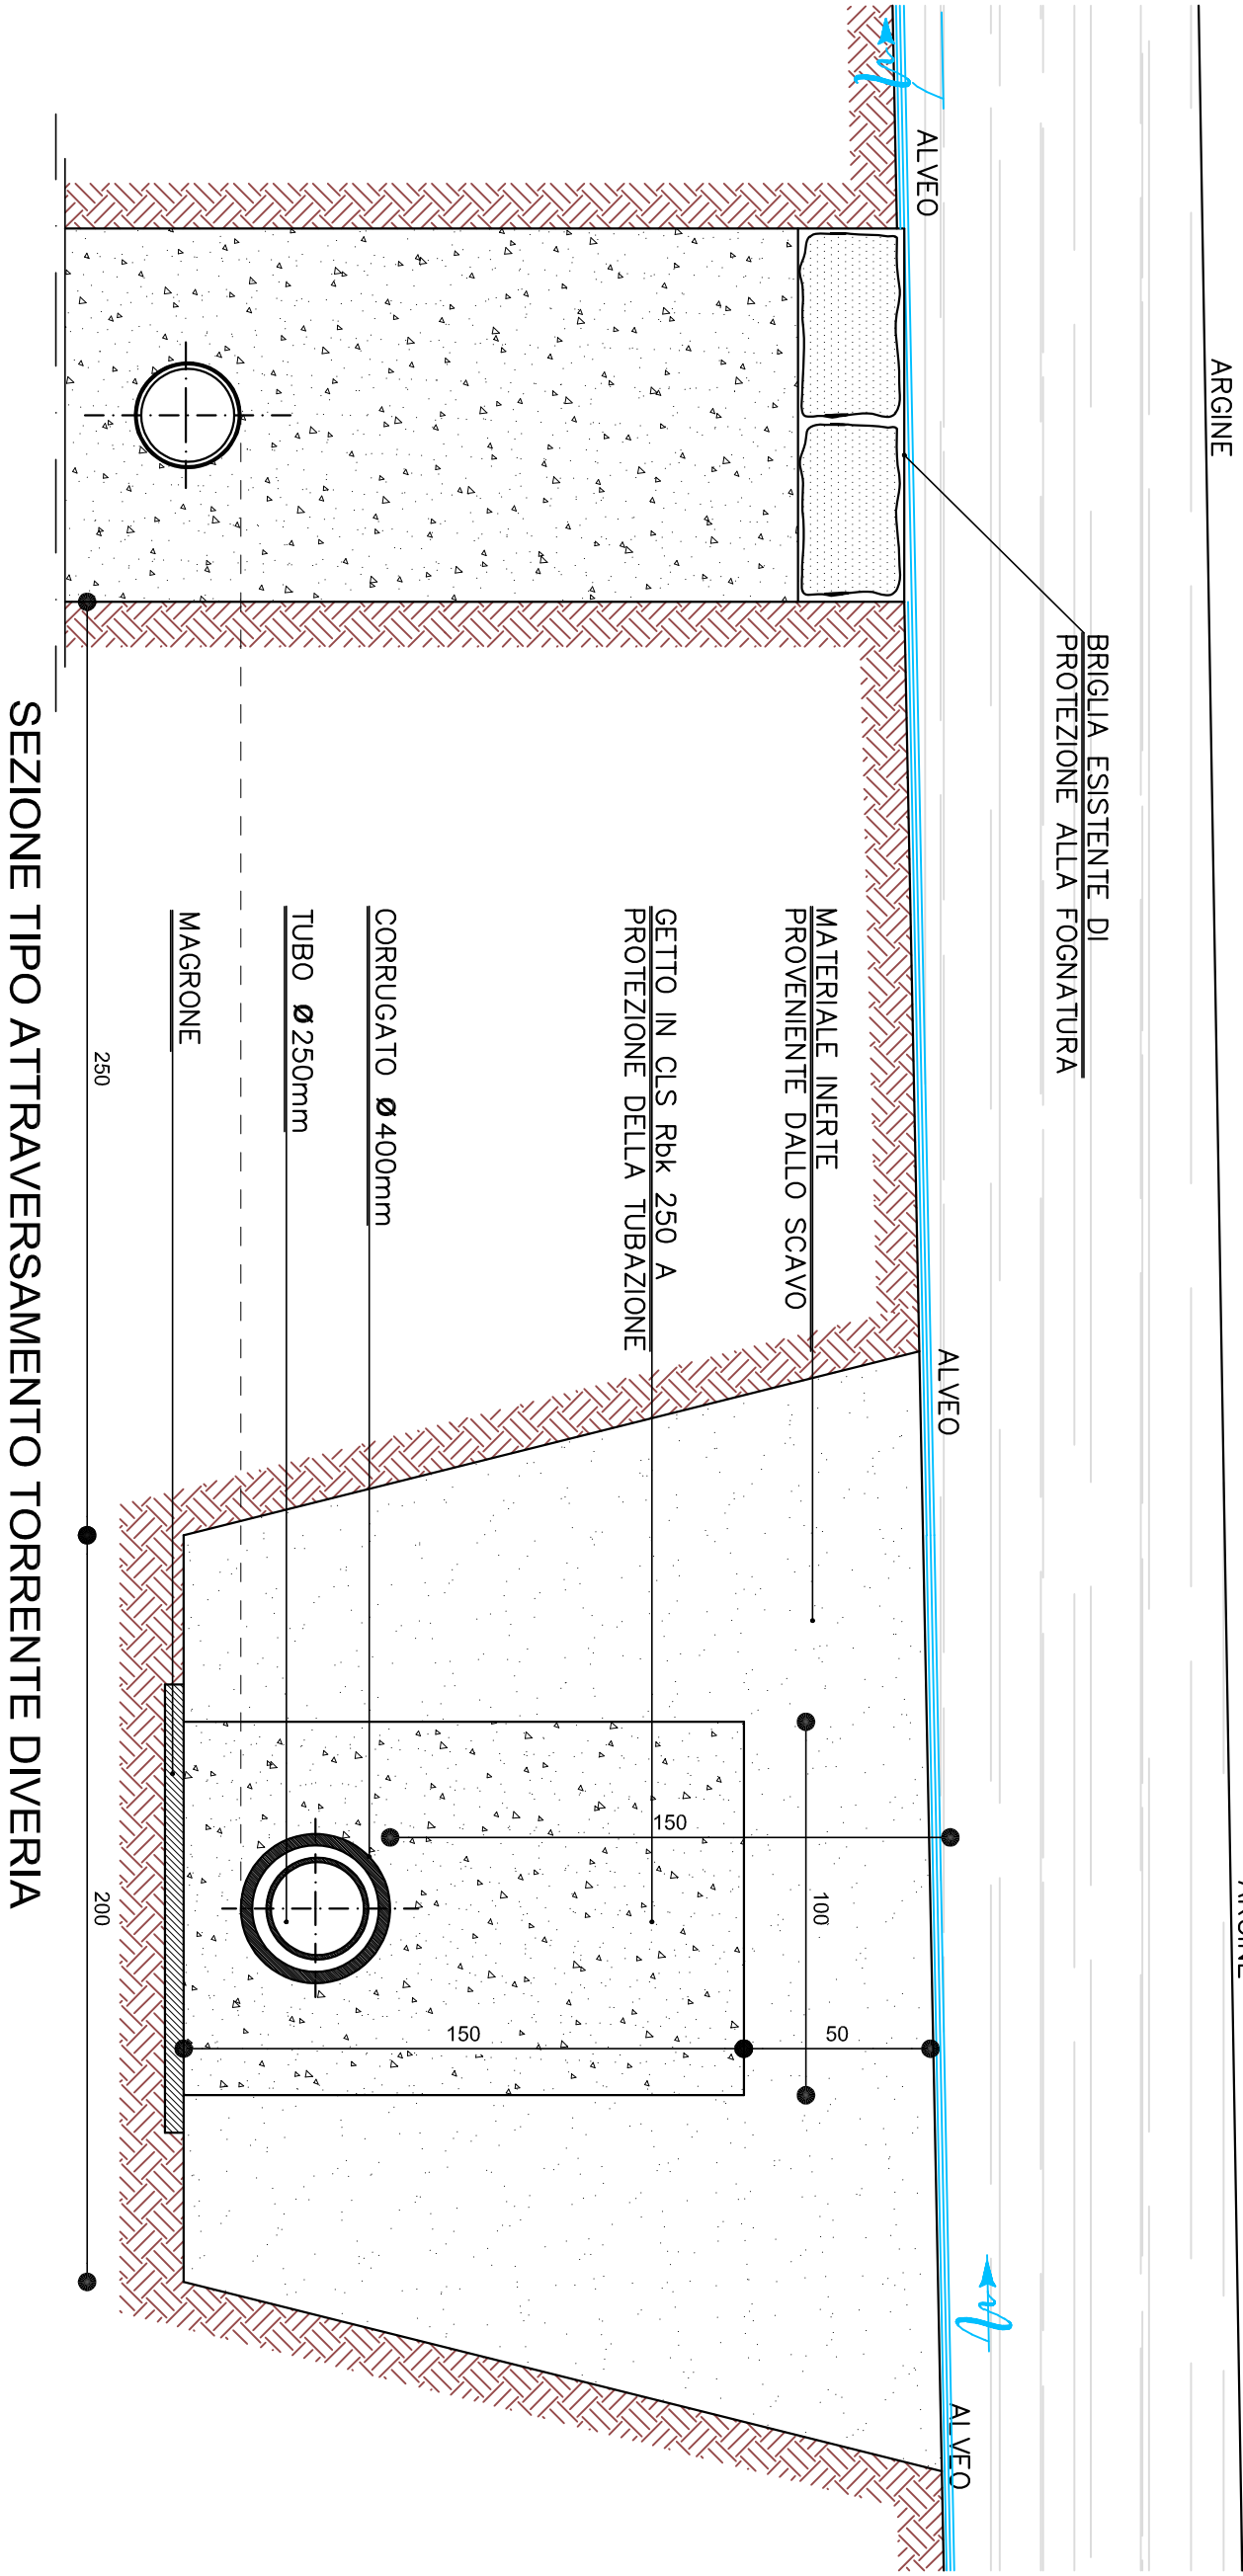 ARGINE
ARGINE
BRIGLIA ESISTENTE DI
PROTEZIONE ALLA FOGNATURA
ALVEO
ALVEO
ALVEO
MATERIALE INERTE
PROVENIENTE DALLO SCAVO
GETTO IN CLS Rbk 250 A
PROTEZIONE DELLA TUBAZIONE
CORRUGATO Ø400mm
TUBO Ø250mm
MAGRONE
100
50
150
150
250
200
SEZIONE TIPO ATTRAVERSAMENTO TORRENTE DIVERIA